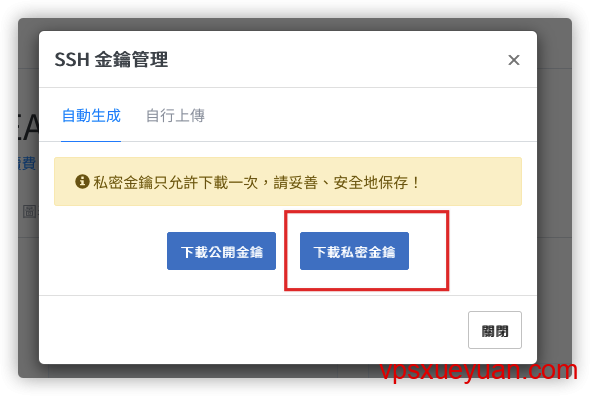 SSH 金鑰管理
×
自動生成 自行上傳
私密金鑰只允許下載一次，請妥善、安全地保存！
下載公開金鑰 下載私密金鑰
關閉
vpsxueyuan.com